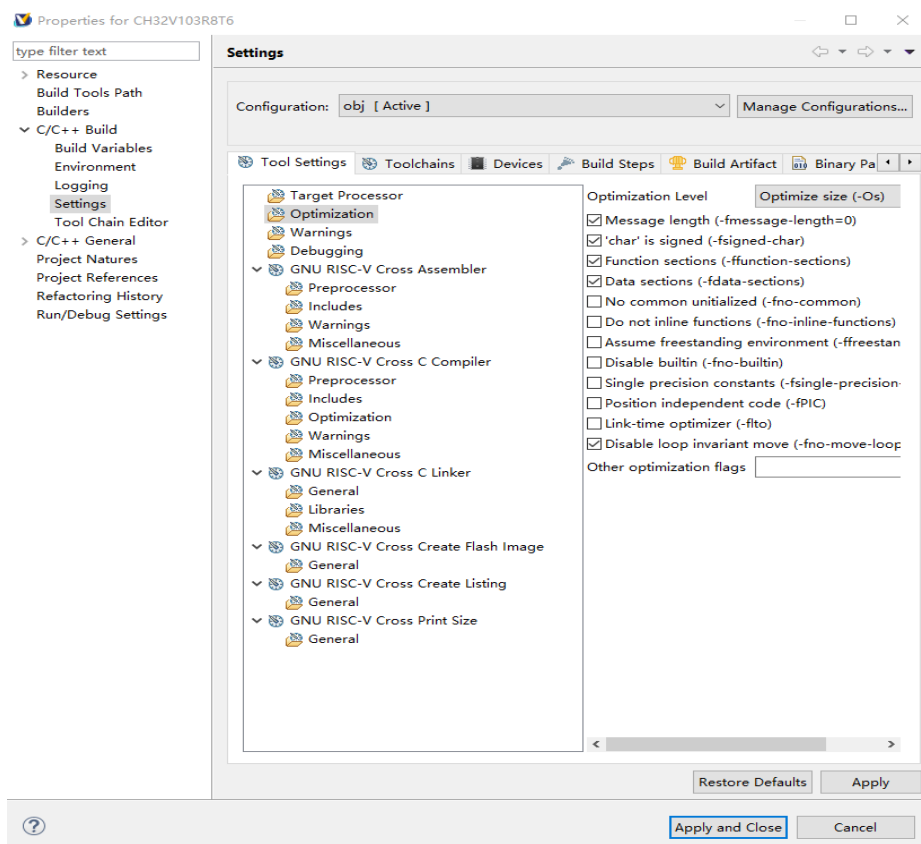 Properties for CH32V103R8T6
type filter text
Resource
Build Tools Path
Builders
C/C++ Build
Build Variables
Environment
Logging
Settings
Tool Chain Editor
C/C++ General
Project Natures
Project References
Refactoring History
Run/Debug Settings
Settings
Configuration: obj [ Active ]
Manage Configurations...
Tool Settings Toolchains Devices Build Steps Build Artifact Binary Pa
Target Processor
Optimization
Warnings
Debugging
GNU RISC-V Cross Assembler
Preprocessor
Includes
Warnings
Miscellaneous
GNU RISC-V Cross C Compiler
Preprocessor
Includes
Optimization
Warnings
Miscellaneous
GNU RISC-V Cross C Linker
General
Libraries
Miscellaneous
GNU RISC-V Cross Create Flash Image
General
GNU RISC-V Cross Create Listing
General
GNU RISC-V Cross Print Size
General
Optimization Level Optimize size (-Os)
Message length (-fmessage-length=0)
'char' is signed (-fsigned-char)
Function sections (-ffunction-sections)
Data sections (-fdata-sections)
No common unitialized (-fno-common)
Do not inline functions (-fno-inline-functions)
Assume freestanding environment (-ffreestan
Disable builtin (-fno-builtin)
Single precision constants (-fsingle-precision-
Position independent code (-fPIC)
Link-time optimizer (-flto)
Disable loop invariant move (-fno-move-loop
Other optimization flags
Restore Defaults Apply
Apply and Close Cancel